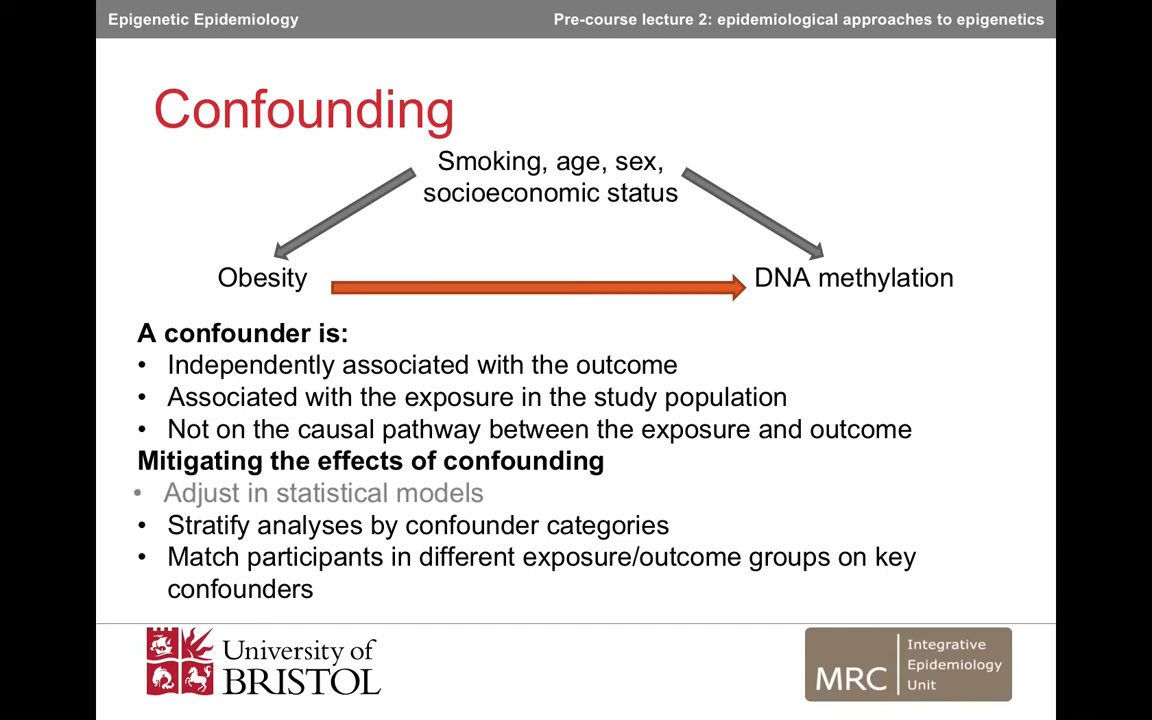 Epigenetic Epidemiology
Pre-course lecture 2: epidemiological approaches to epigenetics
Confounding
Smoking, age, sex,
socioeconomic status
Obesity
DNA methylation
A confounder is:
• Independently associated with the outcome
• Associated with the exposure in the study population
• Not on the causal pathway between the exposure and outcome
Mitigating the effects of confounding
• Adjust in statistical models
• Stratify analyses by confounder categories
• Match participants in different exposure/outcome groups on key
confounders
University of
BRISTOL
MRC
Integrative
Epidemiology
Unit